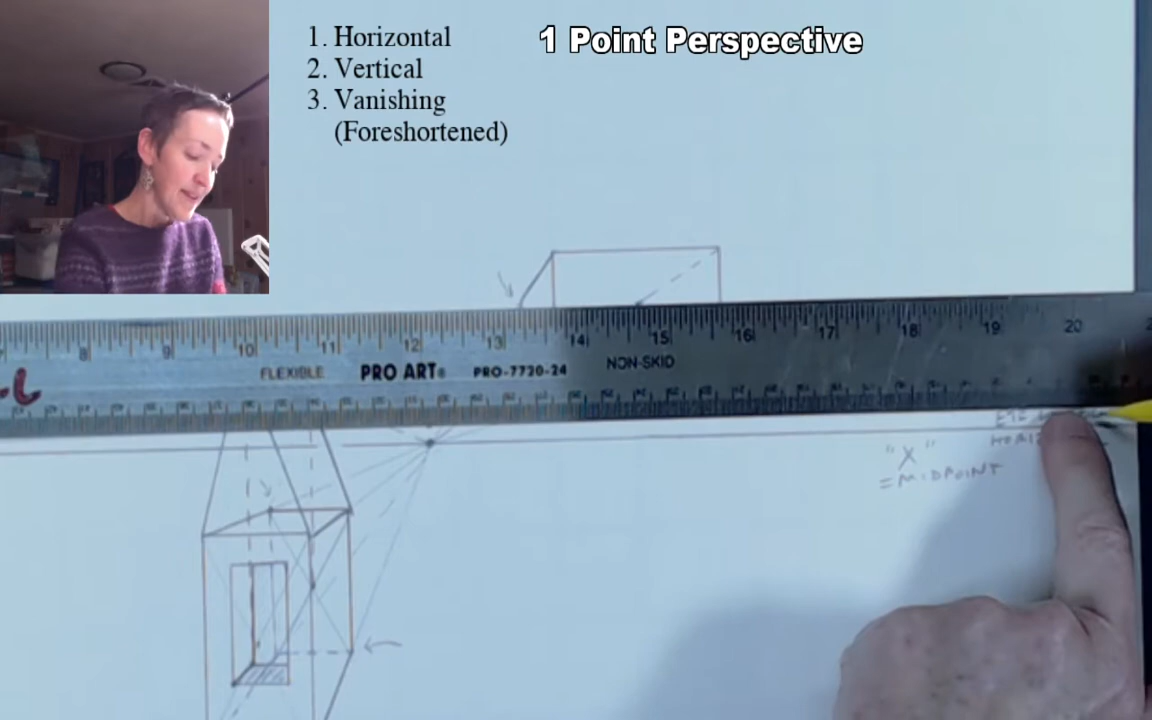 1. Horizontal
2. Vertical
3. Vanishing
(Foreshortened)
1 Point Perspective
8 9 10 11 12 13 14 15 16 17 18 19 20
FLEXIBLE PRO ART® PRO-7720-24 NON-SKID
"X"
= MIDPOINT